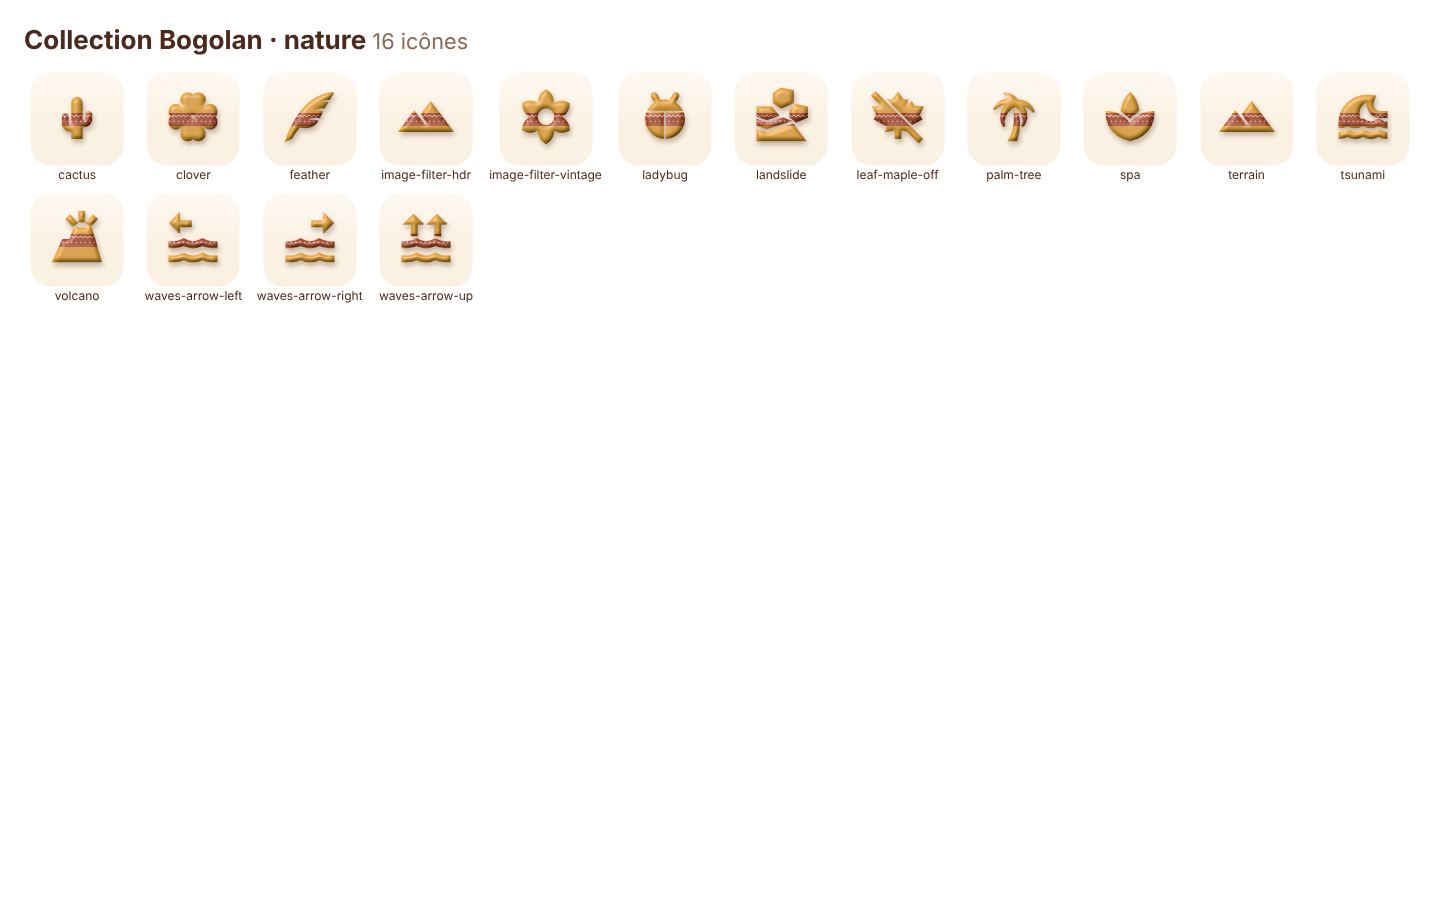 Collection Bogolan · nature 16 icônes
cactus clover feather image-filter-hdr image-filter-vintage ladybug landslide leaf-maple-off palm-tree spa terrain tsunami
volcano waves-arrow-left waves-arrow-right waves-arrow-up